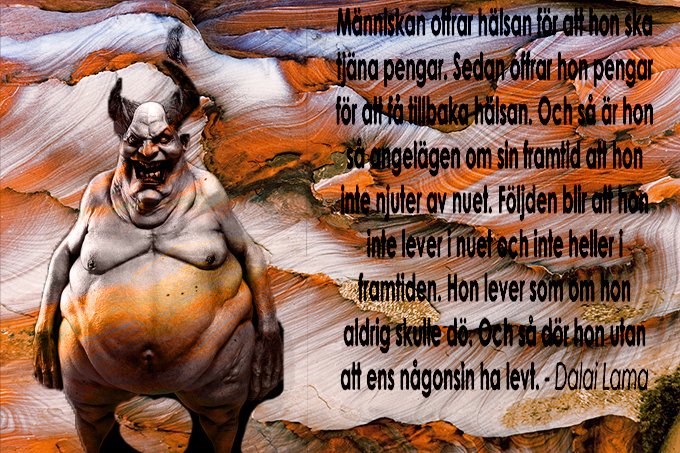 Människan offrar hälsan för att hon ska
tjäna pengar. Sedan offrar hon pengar
för att få tillbaka hälsan. Och så är hon
så angelägen om sin framtid att hon
inte njuter av nuet. Följden blir att hon
inte lever i nuet och inte heller i
framtiden. Hon lever som om hon
aldrig skulle dö. Och så dör hon utan
att ens någonsin ha levt. - Dalai Lama